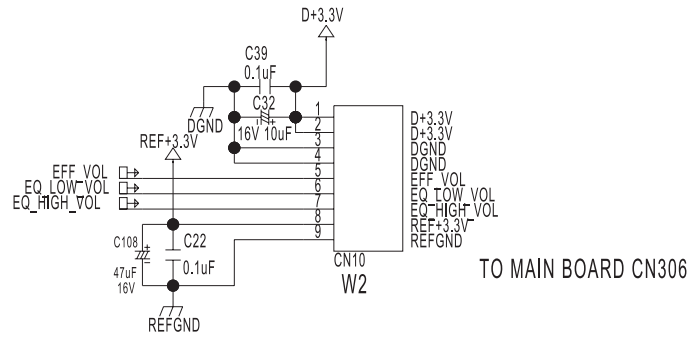 D+3.3V
C39
0.1uF
C32
16V 10uF
DGND
REF+3.3V
EFF_VOL
EQ_LOW_VOL
EQ_HIGH_VOL
1
2
3
4
5
6
7
8
9
D+3.3V
D+3.3V
DGND
DGND
EFF_VOL
EQ_LOW_VOL
EQ_HIGH_VOL
REF+3.3V
REFGND
C108
47uF
16V
C22
0.1uF
REFGND
CN10
W2
TO MAIN BOARD CN306